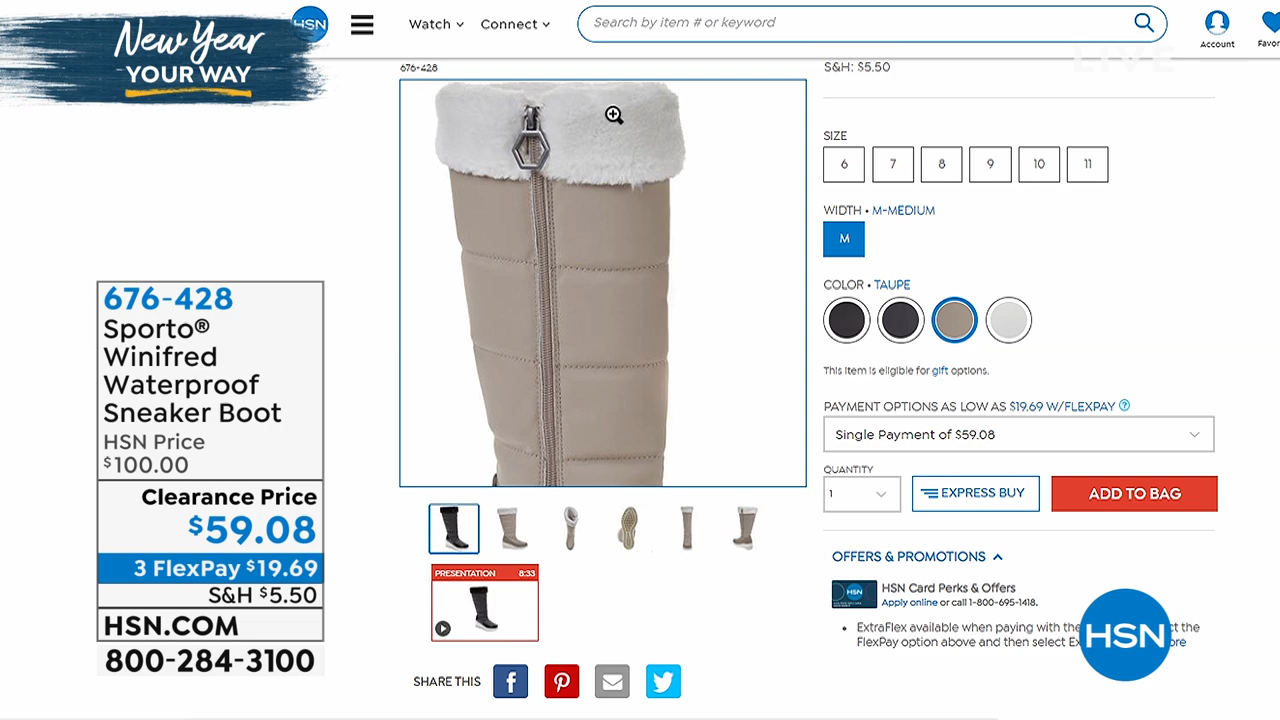 New Year
YOUR WAY
HSN
Watch
Connect
Search by item # or keyword
Account
LIVE
676-428
S&H: $5.50
SIZE
6 7 8 9 10 11
WIDTH • M-MEDIUM
M
COLOR • TAUPE
This item is eligible for gift options.
PAYMENT OPTIONS AS LOW AS $19.69 W/FLEXPAY ?
Single Payment of $59.08
QUANTITY
1
EXPRESS BUY
ADD TO BAG
OFFERS & PROMOTIONS
HSN
HSN Card Perks & Offers
Apply online or call 1-800-695-1418.
• ExtraFlex available when paying with the
FlexPay option above and then select
HSN
PRESENTATION 8:33
SHARE THIS
676-428
Sporto®
Winifred
Waterproof
Sneaker Boot
HSN Price
$100.00
Clearance Price
$59.08
3 FlexPay $19.69
S&H $5.50
HSN.COM
800-284-3100